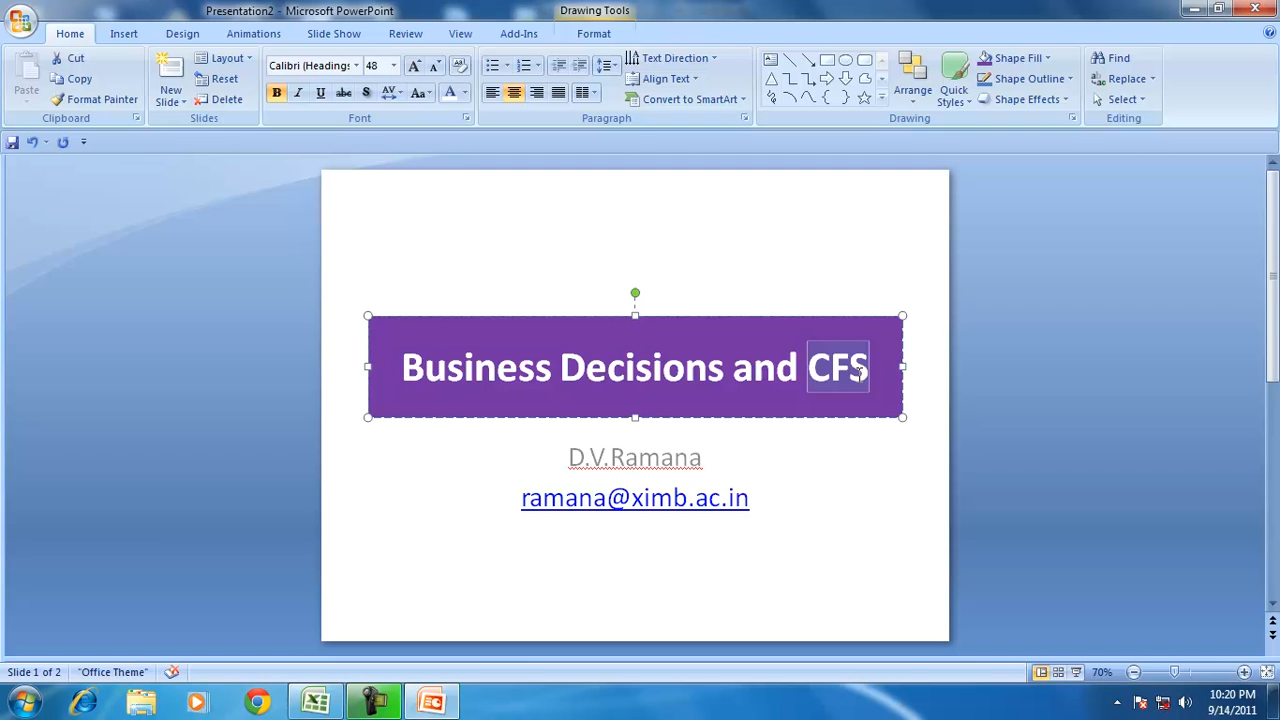 Presentation2 - Microsoft PowerPoint
Drawing Tools
Home
Insert
Design
Animations
Slide Show
Review
View
Add-Ins
Format
Paste
Cut
Copy
Format Painter
Clipboard
New
Slide
Layout
Reset
Delete
Slides
Calibri (Headings)
48
B I U abc S AV Aa A
Font
Text Direction
Align Text
Convert to SmartArt
Paragraph
Arrange
Quick
Styles
Shape Fill
Shape Outline
Shape Effects
Drawing
Find
Replace
Select
Editing
Business Decisions and CFS
D.V.Ramana
ramana@ximb.ac.in
Slide 1 of 2
"Office Theme"
70%
10:20 PM
9/14/2011